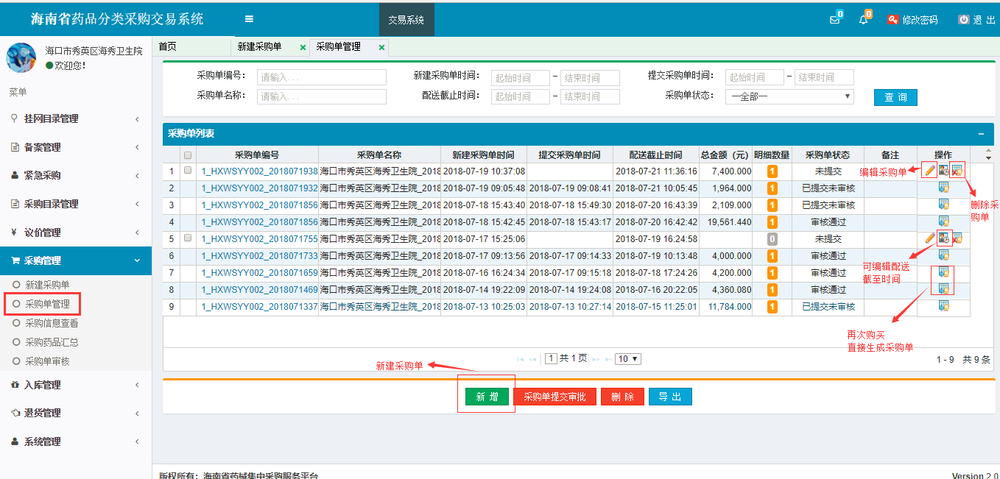 海南省药品分类采购交易系统
交易系统
0
0
修改密码
退 出
海口市秀英区海秀卫生院
欢迎您!
菜单
挂网目录管理
备案管理
紧急采购
采购目录管理
议价管理
采购管理
新建采购单
采购单管理
采购信息查看
采购药品汇总
采购单审核
入库管理
退货管理
系统管理
首页
新建采购单
采购单管理
采购单编号：
请输入...
新建采购单时间：
起始时间
–
结束时间
提交采购单时间：
起始时间
–
结束时间
采购单名称：
请输入...
配送截止时间：
起始时间
–
结束时间
采购单状态：
—全部—
查 询
采购单列表
采购单编号 采购单名称 新建采购单时间 提交采购单时间 配送截止时间 总金额（元） 明细数量 采购单状态 备注 操作
1 1_HXWSYY002_2018071938 海口市秀英区海秀卫生院_2018 2018-07-19 10:37:08 2018-07-21 11:36:16 7,400.000 1 未提交
2 1_HXWSYY002_2018071932 海口市秀英区海秀卫生院_2018 2018-07-19 09:05:48 2018-07-19 09:08:41 2018-07-21 10:05:45 1,964.000 1 已提交未审核
3 1_HXWSYY002_2018071856 海口市秀英区海秀卫生院_2018 2018-07-18 15:43:40 2018-07-18 15:49:30 2018-07-20 16:43:39 2,109.000 1 已提交未审核
4 1_HXWSYY002_2018071856 海口市秀英区海秀卫生院_2018 2018-07-18 15:42:45 2018-07-18 15:43:17 2018-07-20 16:42:42 19,561.440 1 审核通过
5 1_HXWSYY002_2018071755 海口市秀英区海秀卫生院_2018 2018-07-17 15:25:06 2018-07-19 16:24:58 0 未提交
6 1_HXWSYY002_2018071733 海口市秀英区海秀卫生院_2018 2018-07-17 09:13:56 2018-07-17 09:14:33 2018-07-19 10:13:48 4,000.000 1 审核通过
7 1_HXWSYY002_2018071659 海口市秀英区海秀卫生院_2018 2018-07-16 16:24:34 2018-07-17 09:15:18 2018-07-18 17:24:26 4,200.000 1 审核通过
8 1_HXWSYY002_2018071469 海口市秀英区海秀卫生院_2018 2018-07-14 19:22:09 2018-07-14 19:24:08 2018-07-16 20:22:05 4,360.080 1 审核通过
9 1_HXWSYY002_2018071337 海口市秀英区海秀卫生院_2018 2018-07-13 10:25:03 2018-07-13 10:27:14 2018-07-15 11:25:01 11,784.000 1 已提交未审核
编辑采购单
删除采
购单
可编辑配送
截至时间
再次购买
直接生成采购单
1 共 1 页
10
1 - 9 共 9 条
新建采购单
新 增
采购单提交审批
删 除
导 出
版权所有：海南省药械集中采购服务平台
Version 2.0